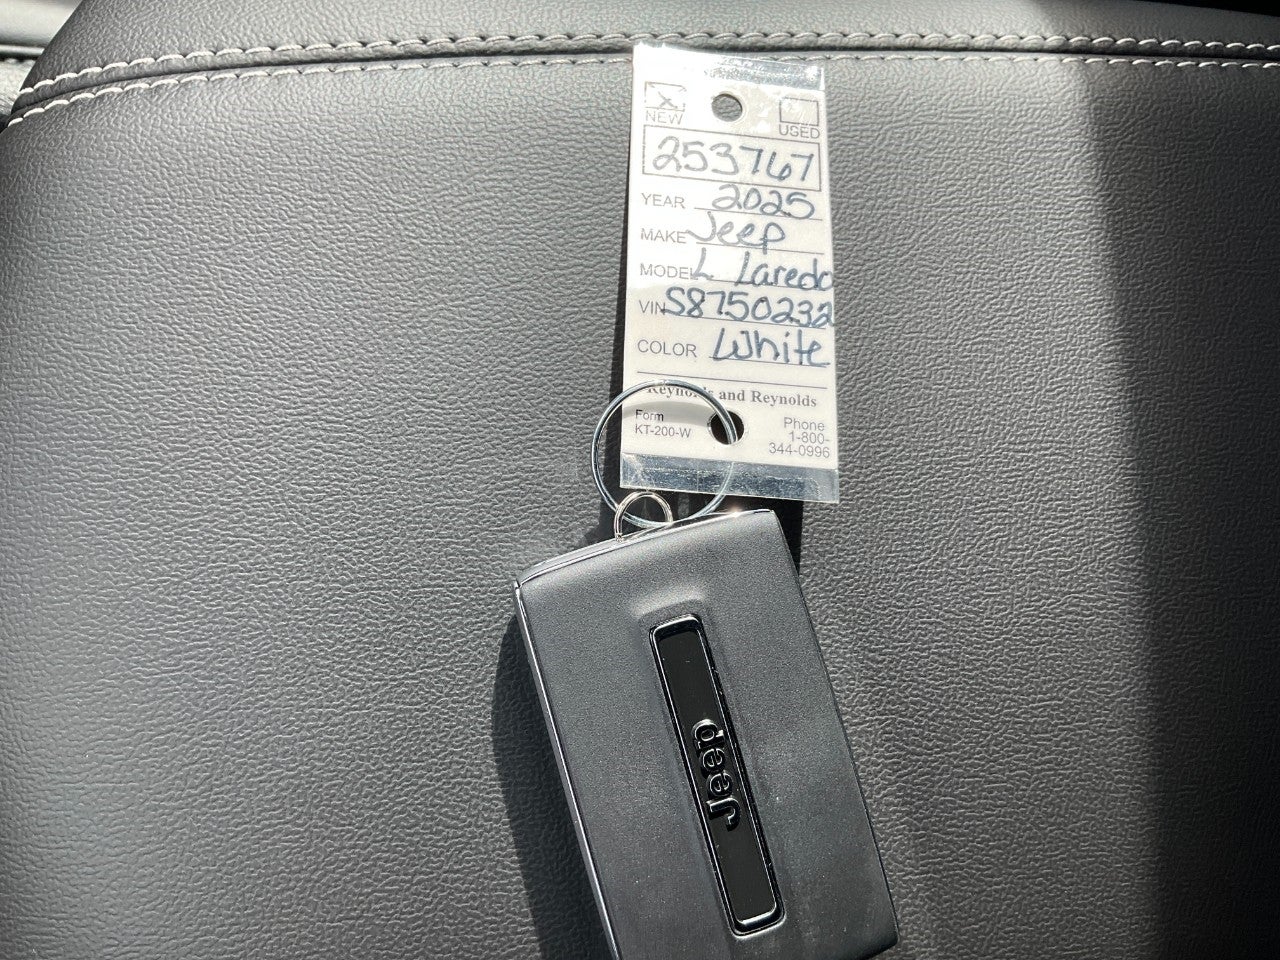 X
NEW
USED
253767
YEAR 2025
MAKE Jeep
MODEL L Laredo
VIN S8750232
COLOR White
Reynolds and Reynolds
Form
KT-200-W
Phone
1-800-
344-0996
Jeep